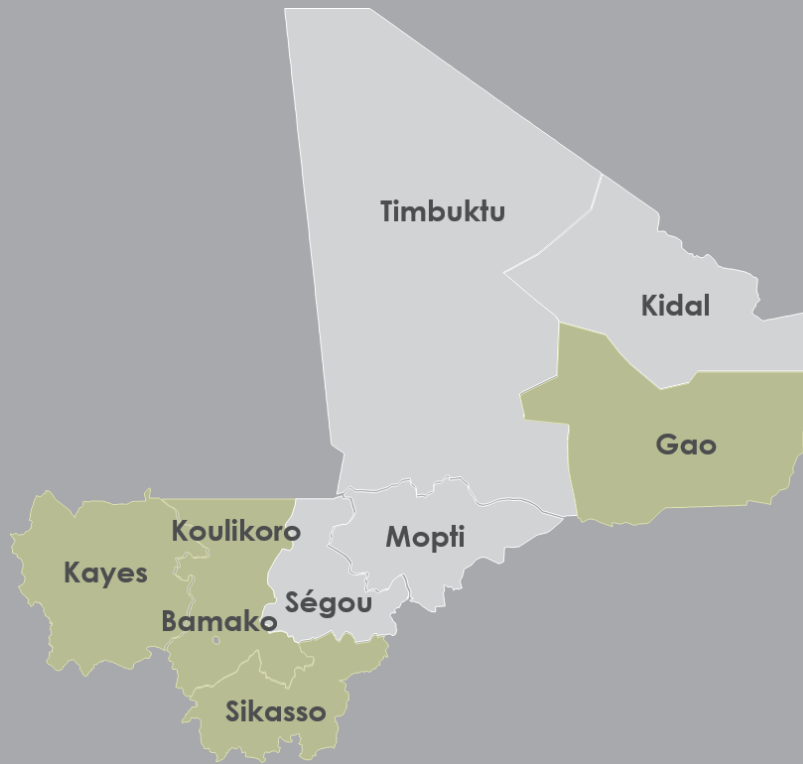 Timbuktu
Kidal
Gao
Koulikoro
Mopti
Kayes
Ségou
Bamako
Sikasso